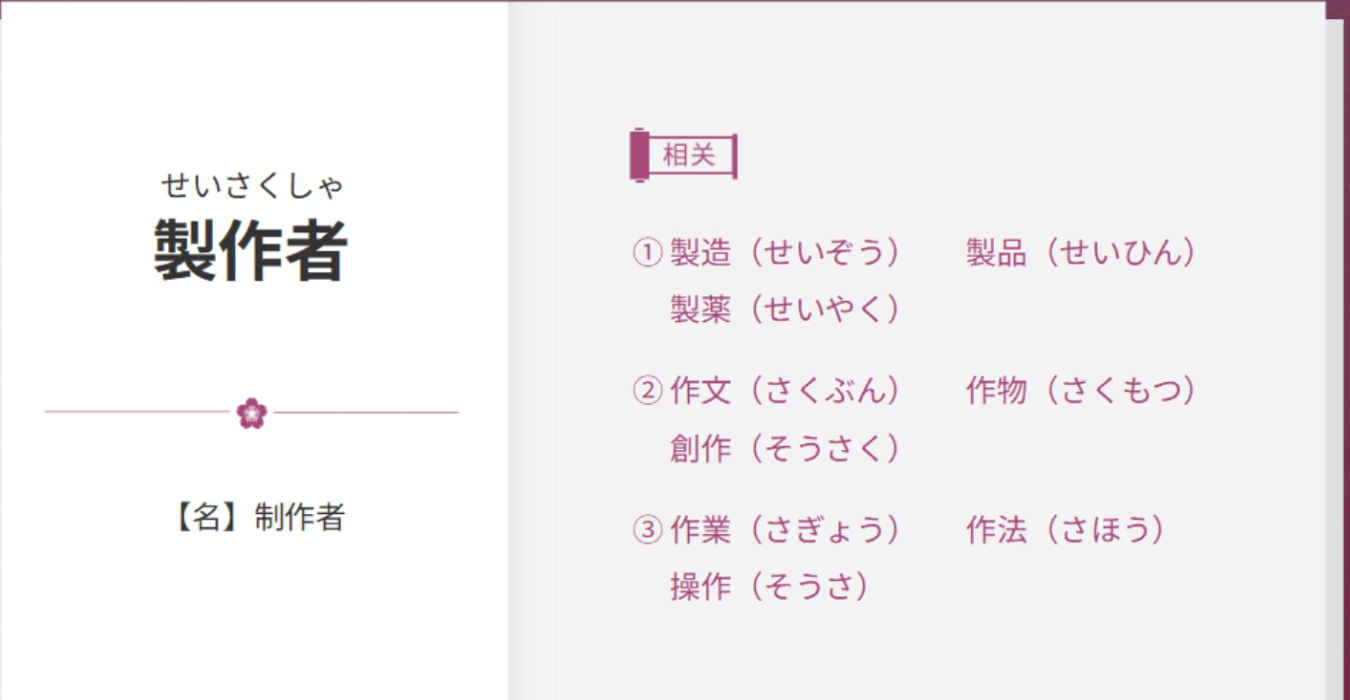 せいさくしゃ
製作者
【名】制作者
相关
①製造（せいぞう） 製品（せいひん）
製薬（せいやく）
②作文（さくぶん） 作物（さくもつ）
創作（そうさく）
③作業（さぎょう） 作法（さほう）
操作（そうさ）